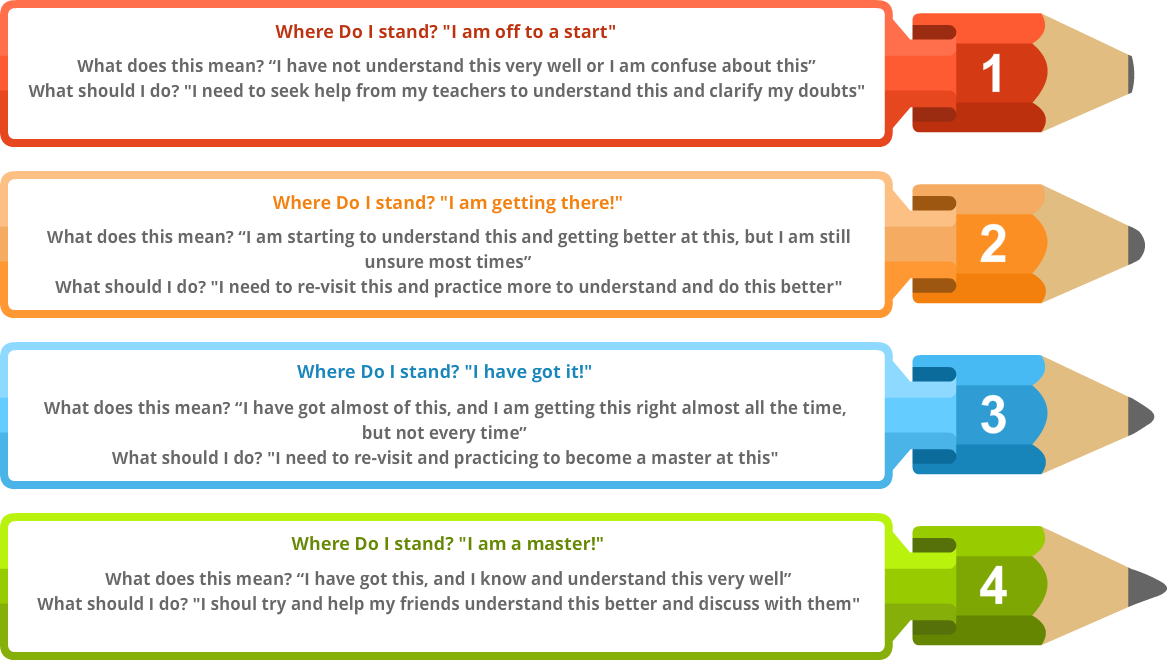 Where Do I stand? "I am off to a start"
What does this mean? “I have not understand this very well or I am confuse about this”
What should I do? "I need to seek help from my teachers to understand this and clarify my doubts"
1
Where Do I stand? "I am getting there!"
What does this mean? “I am starting to understand this and getting better at this, but I am still
unsure most times”
What should I do? "I need to re-visit this and practice more to understand and do this better"
2
Where Do I stand? "I have got it!"
What does this mean? “I have got almost of this, and I am getting this right almost all the time,
but not every time”
What should I do? "I need to re-visit and practicing to become a master at this"
3
Where Do I stand? "I am a master!"
What does this mean? “I have got this, and I know and understand this very well”
What should I do? "I shoul try and help my friends understand this better and discuss with them"
4